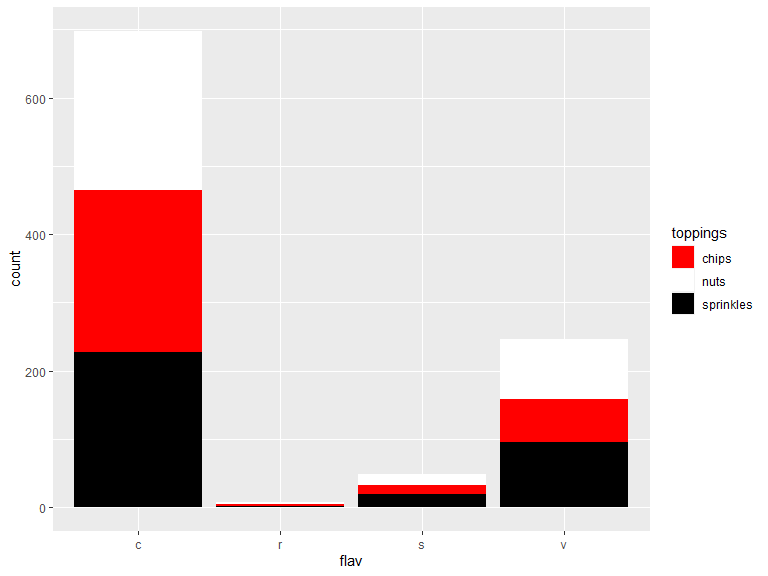 600
400
200
0
count
c r s v
flav
toppings
chips
nuts
sprinkles